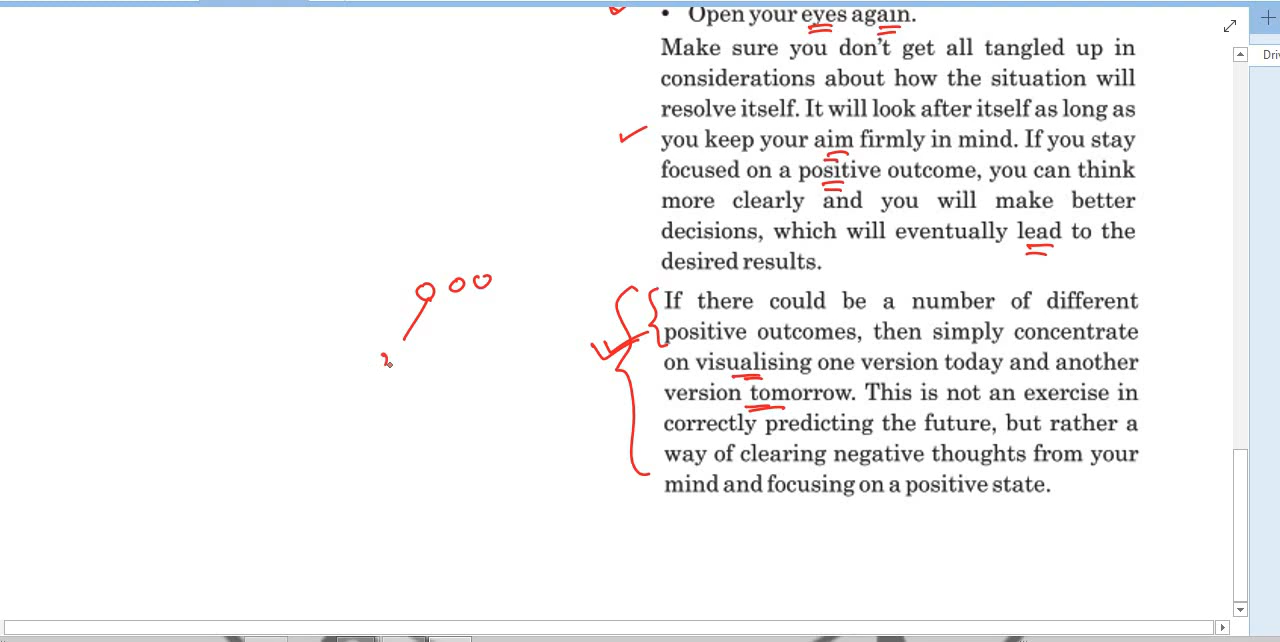 • Open your eyes again.
Make sure you don't get all tangled up in
considerations about how the situation will
resolve itself. It will look after itself as long as
you keep your aim firmly in mind. If you stay
focused on a positive outcome, you can think
more clearly and you will make better
decisions, which will eventually lead to the
desired results.
If there could be a number of different
positive outcomes, then simply concentrate
on visualising one version today and another
version tomorrow. This is not an exercise in
correctly predicting the future, but rather a
way of clearing negative thoughts from your
mind and focusing on a positive state.